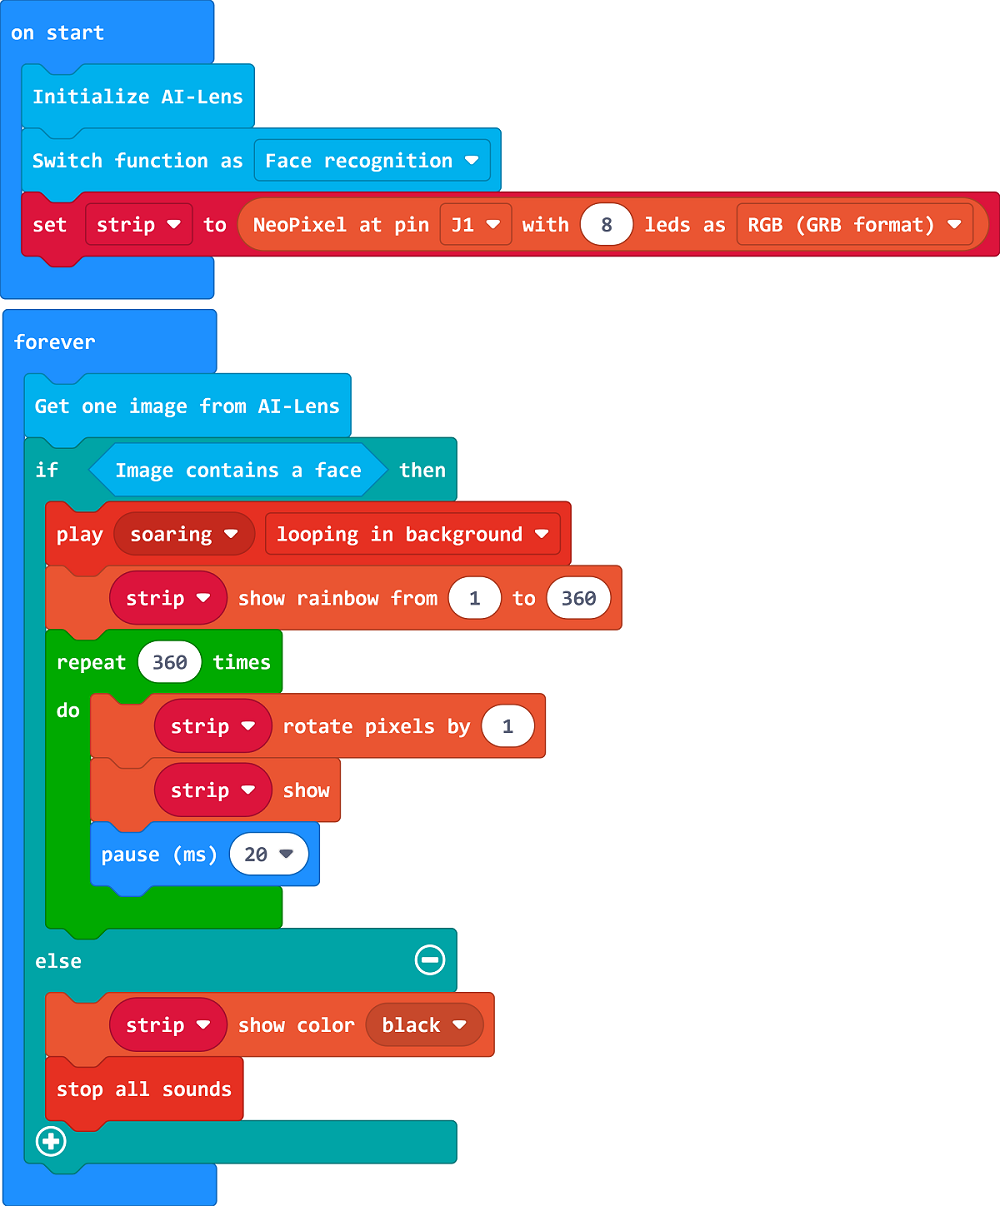 on start
Initialize AI-Lens
Switch function as Face recognition
set strip to NeoPixel at pin J1 with 8 leds as RGB (GRB format)
forever
Get one image from AI-Lens
if Image contains a face then
play soaring looping in background
strip show rainbow from 1 to 360
repeat 360 times
do
strip rotate pixels by 1
strip show
pause (ms) 20
else
strip show color black
stop all sounds